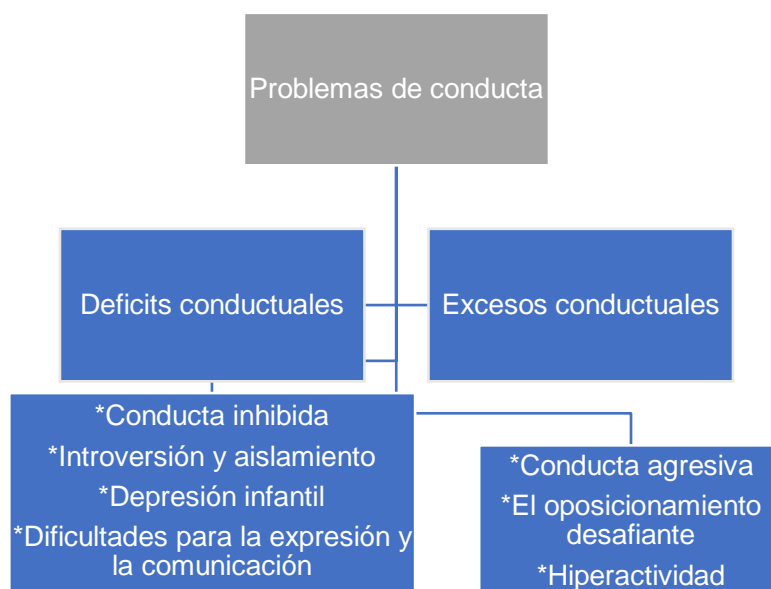 Problemas de conducta
Deficits conductuales
Excesos conductuales
*Conducta inhibida
*Introversión y aislamiento
*Depresión infantil
*Dificultades para la expresión y
la comunicación
*Conducta agresiva
*El oposicionamiento
desafiante
*Hiperactividad